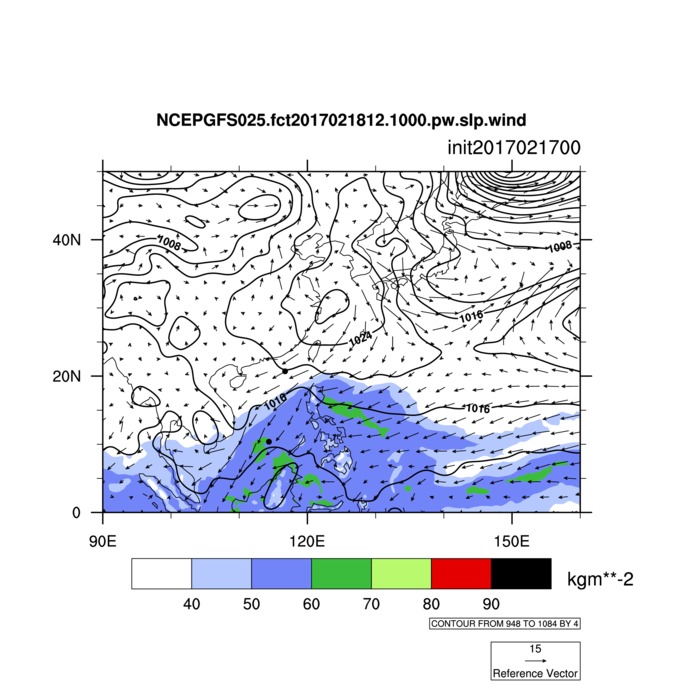 NCEPGFS025.fct2017021812.1000.pw.slp.wind
init2017021700
40N
20N
0
1008
1008
1016
1024
1016
1016
90E
120E
150E
40
50
60
70
80
90
kgm**-2
CONTOUR FROM 948 TO 1084 BY 4
15
Reference Vector